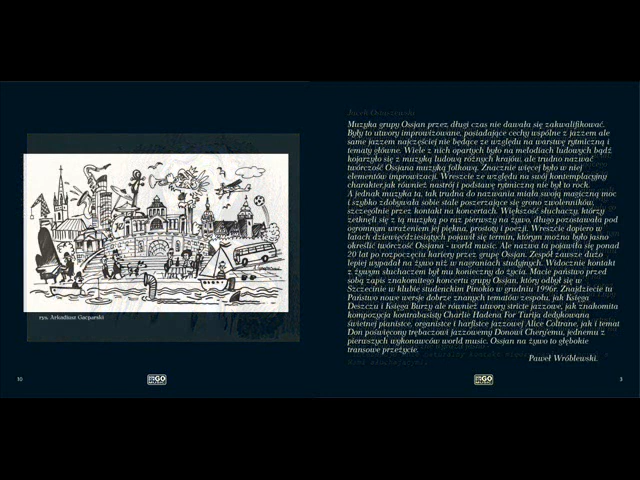 rys. Arkadiusz Gacparski
10
GO
MUSIC
Jacek Ostaszewski
Muzyka grupy Ossjan przez długi czas nie dawała się zakwalifikować.
Były to utwory improwizowane, posiadające cechy wspólne z jazzem ale
same jazzem najczęściej nie będące ze względu na warstwę rytmiczną i
tematy główne. Wiele z nich opartych było na melodiach ludowych bądź
kojarzyło się z muzyką ludową różnych krajów, ale trudno nazwać
twórczość Ossjana muzyką folkową. Znacznie więcej było w niej
elementów improwizacji. Wreszcie ze względu na swój kontemplacyjny
charakter, jak również nastrój i podstawę rytmiczną nie był to rock.
A jednak muzyka ta, tak trudna do nazwania miała swoją magiczną moc
i szybko zdobywała sobie stale poszerzające się grono zwolenników,
szczególnie przez kontakt na koncertach. Większość słuchaczy, którzy
zetknęli się z tą muzyką po raz pierwszy na żywo, długo pozostawała pod
ogromnym wrażeniem jej piękna, prostoty i poezji. Wreszcie dopiero w
latach dziewięćdziesiątych pojawił się termin, którym można było jasno
określić twórczość Ossjana - world music. Ale nazwa ta pojawiła się ponad
20 lat po rozpoczęciu kariery przez grupę Ossjan. Zespół zawsze dużo
lepiej wypadał na żywo niż w nagraniach studyjnych. Widocznie kontakt
z żywym słuchaczem był mu konieczny do życia. Macie państwo przed
sobą zapis znakomitego koncertu grupy Ossjan, który odbył się w
Szczecinie w klubie studenckim Pinokio w grudniu 1996r. Znajdziecie tu
Państwo nowe wersje dobrze znanych tematów zespołu, jak Księga
Deszczu i Księga Burzy ale również utwory stricte jazzowe, jak znakomita
kompozycja kontrabasisty Charlie Hadena For Turija dedykowana
świetnej pianistce, organistce i harfistce jazzowej Alice Coltrane, jak i temat
Don poświęcony trębaczowi jazzowemu Donowi Cherry'emu, jednemu z
pierwszych wykonawców world music. Ossjan na żywo to głębokie
transowe przeżycie.
Paweł Wróblewski.
GO
MUSIC
3